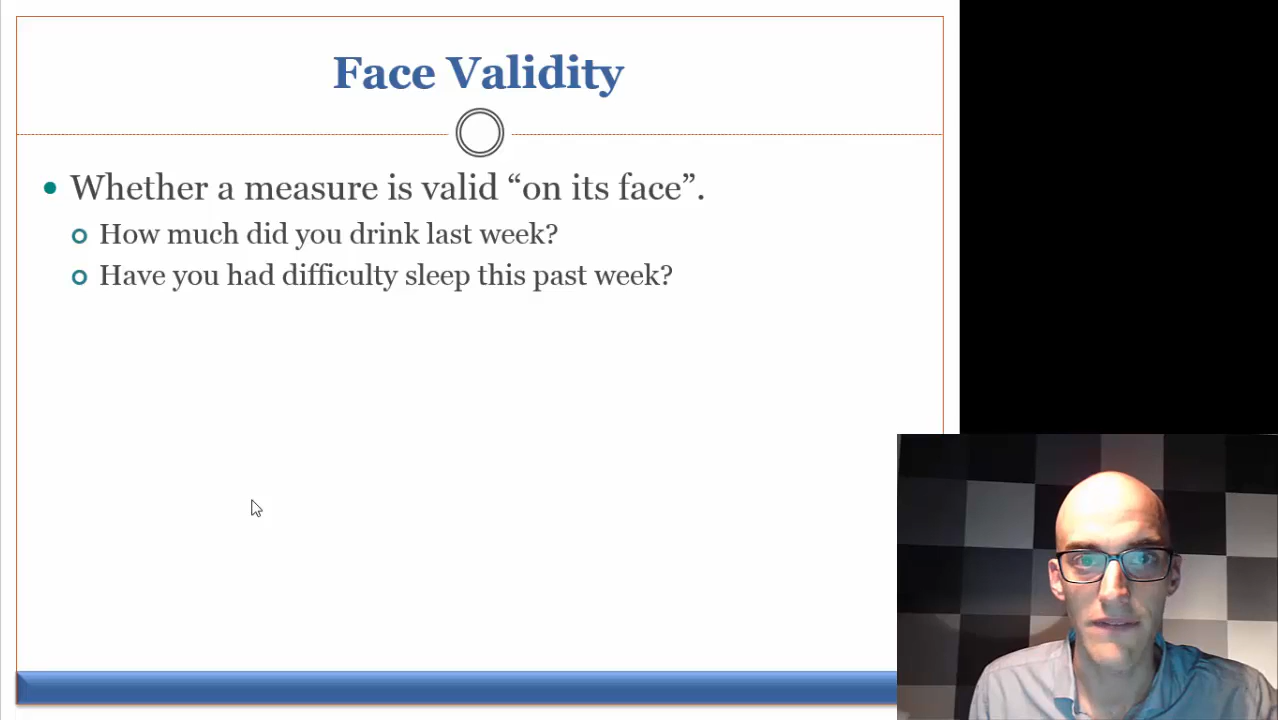 Face Validity
Whether a measure is valid “on its face”.
How much did you drink last week?
Have you had difficulty sleep this past week?